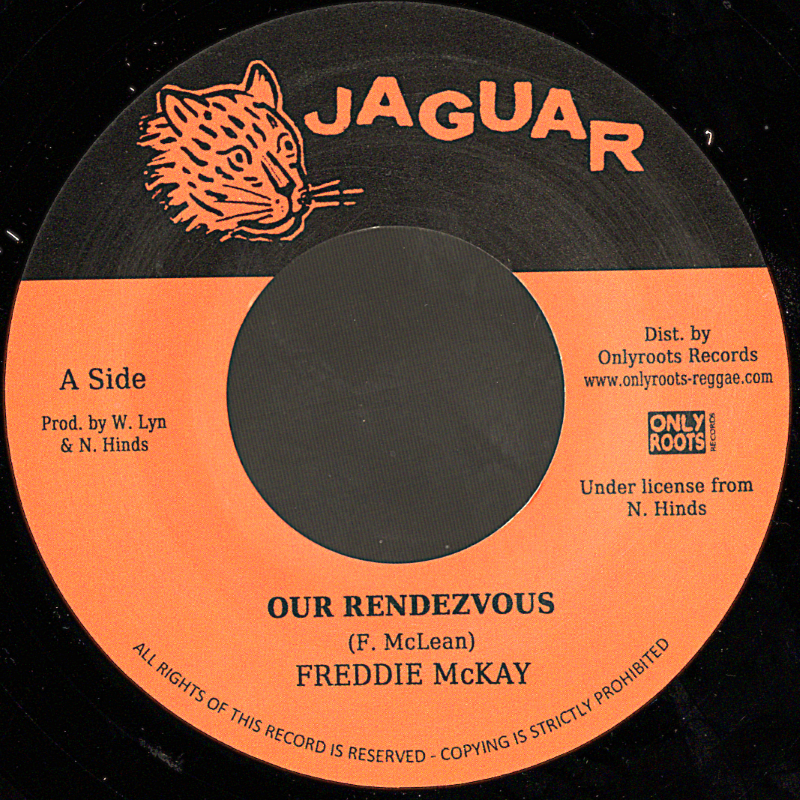 JAGUAR
A Side
Prod. by W. Lyn
& N. Hinds
Dist. by
Onlyroots Records
www.onlyroots-reggae.com
ONLY
ROOTS
RECORDS
Under license from
N. Hinds
OUR RENDEZVOUS
(F. McLean)
FREDDIE McKAY
ALL RIGHTS OF THIS RECORD IS RESERVED - COPYING IS STRICTLY PROHIBITED